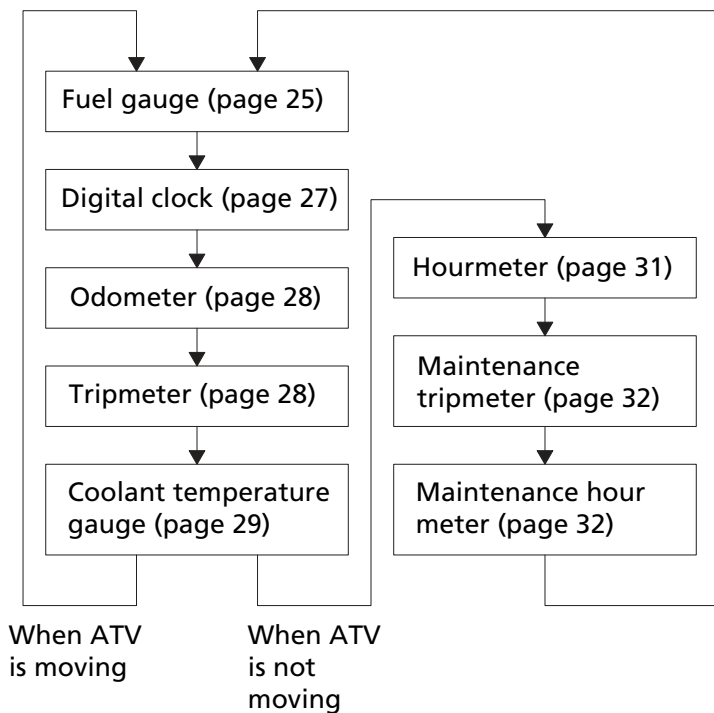 Fuel gauge (page 25)
Digital clock (page 27)
Odometer (page 28)
Tripmeter (page 28)
Coolant temperature
gauge (page 29)
When ATV
is moving
When ATV
is not
moving
Hourmeter (page 31)
Maintenance
tripmeter (page 32)
Maintenance hour
meter (page 32)